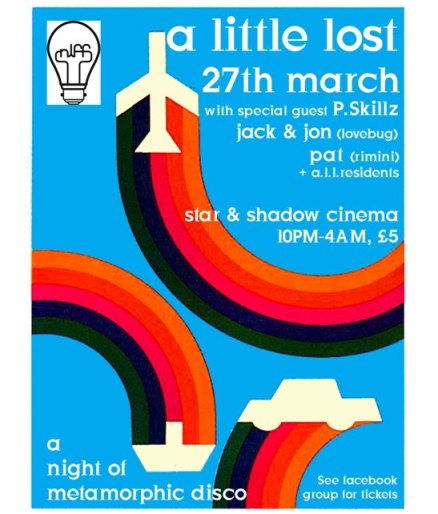 niff
a little lost
27th march
with special guest P.Skillz
jack & jon (lovebug)
pat (rimini)
+ a.l.l.residents
star & shadow cinema
10PM-4AM, £5
a
night of
metamorphic disco
See facebook
group for tickets